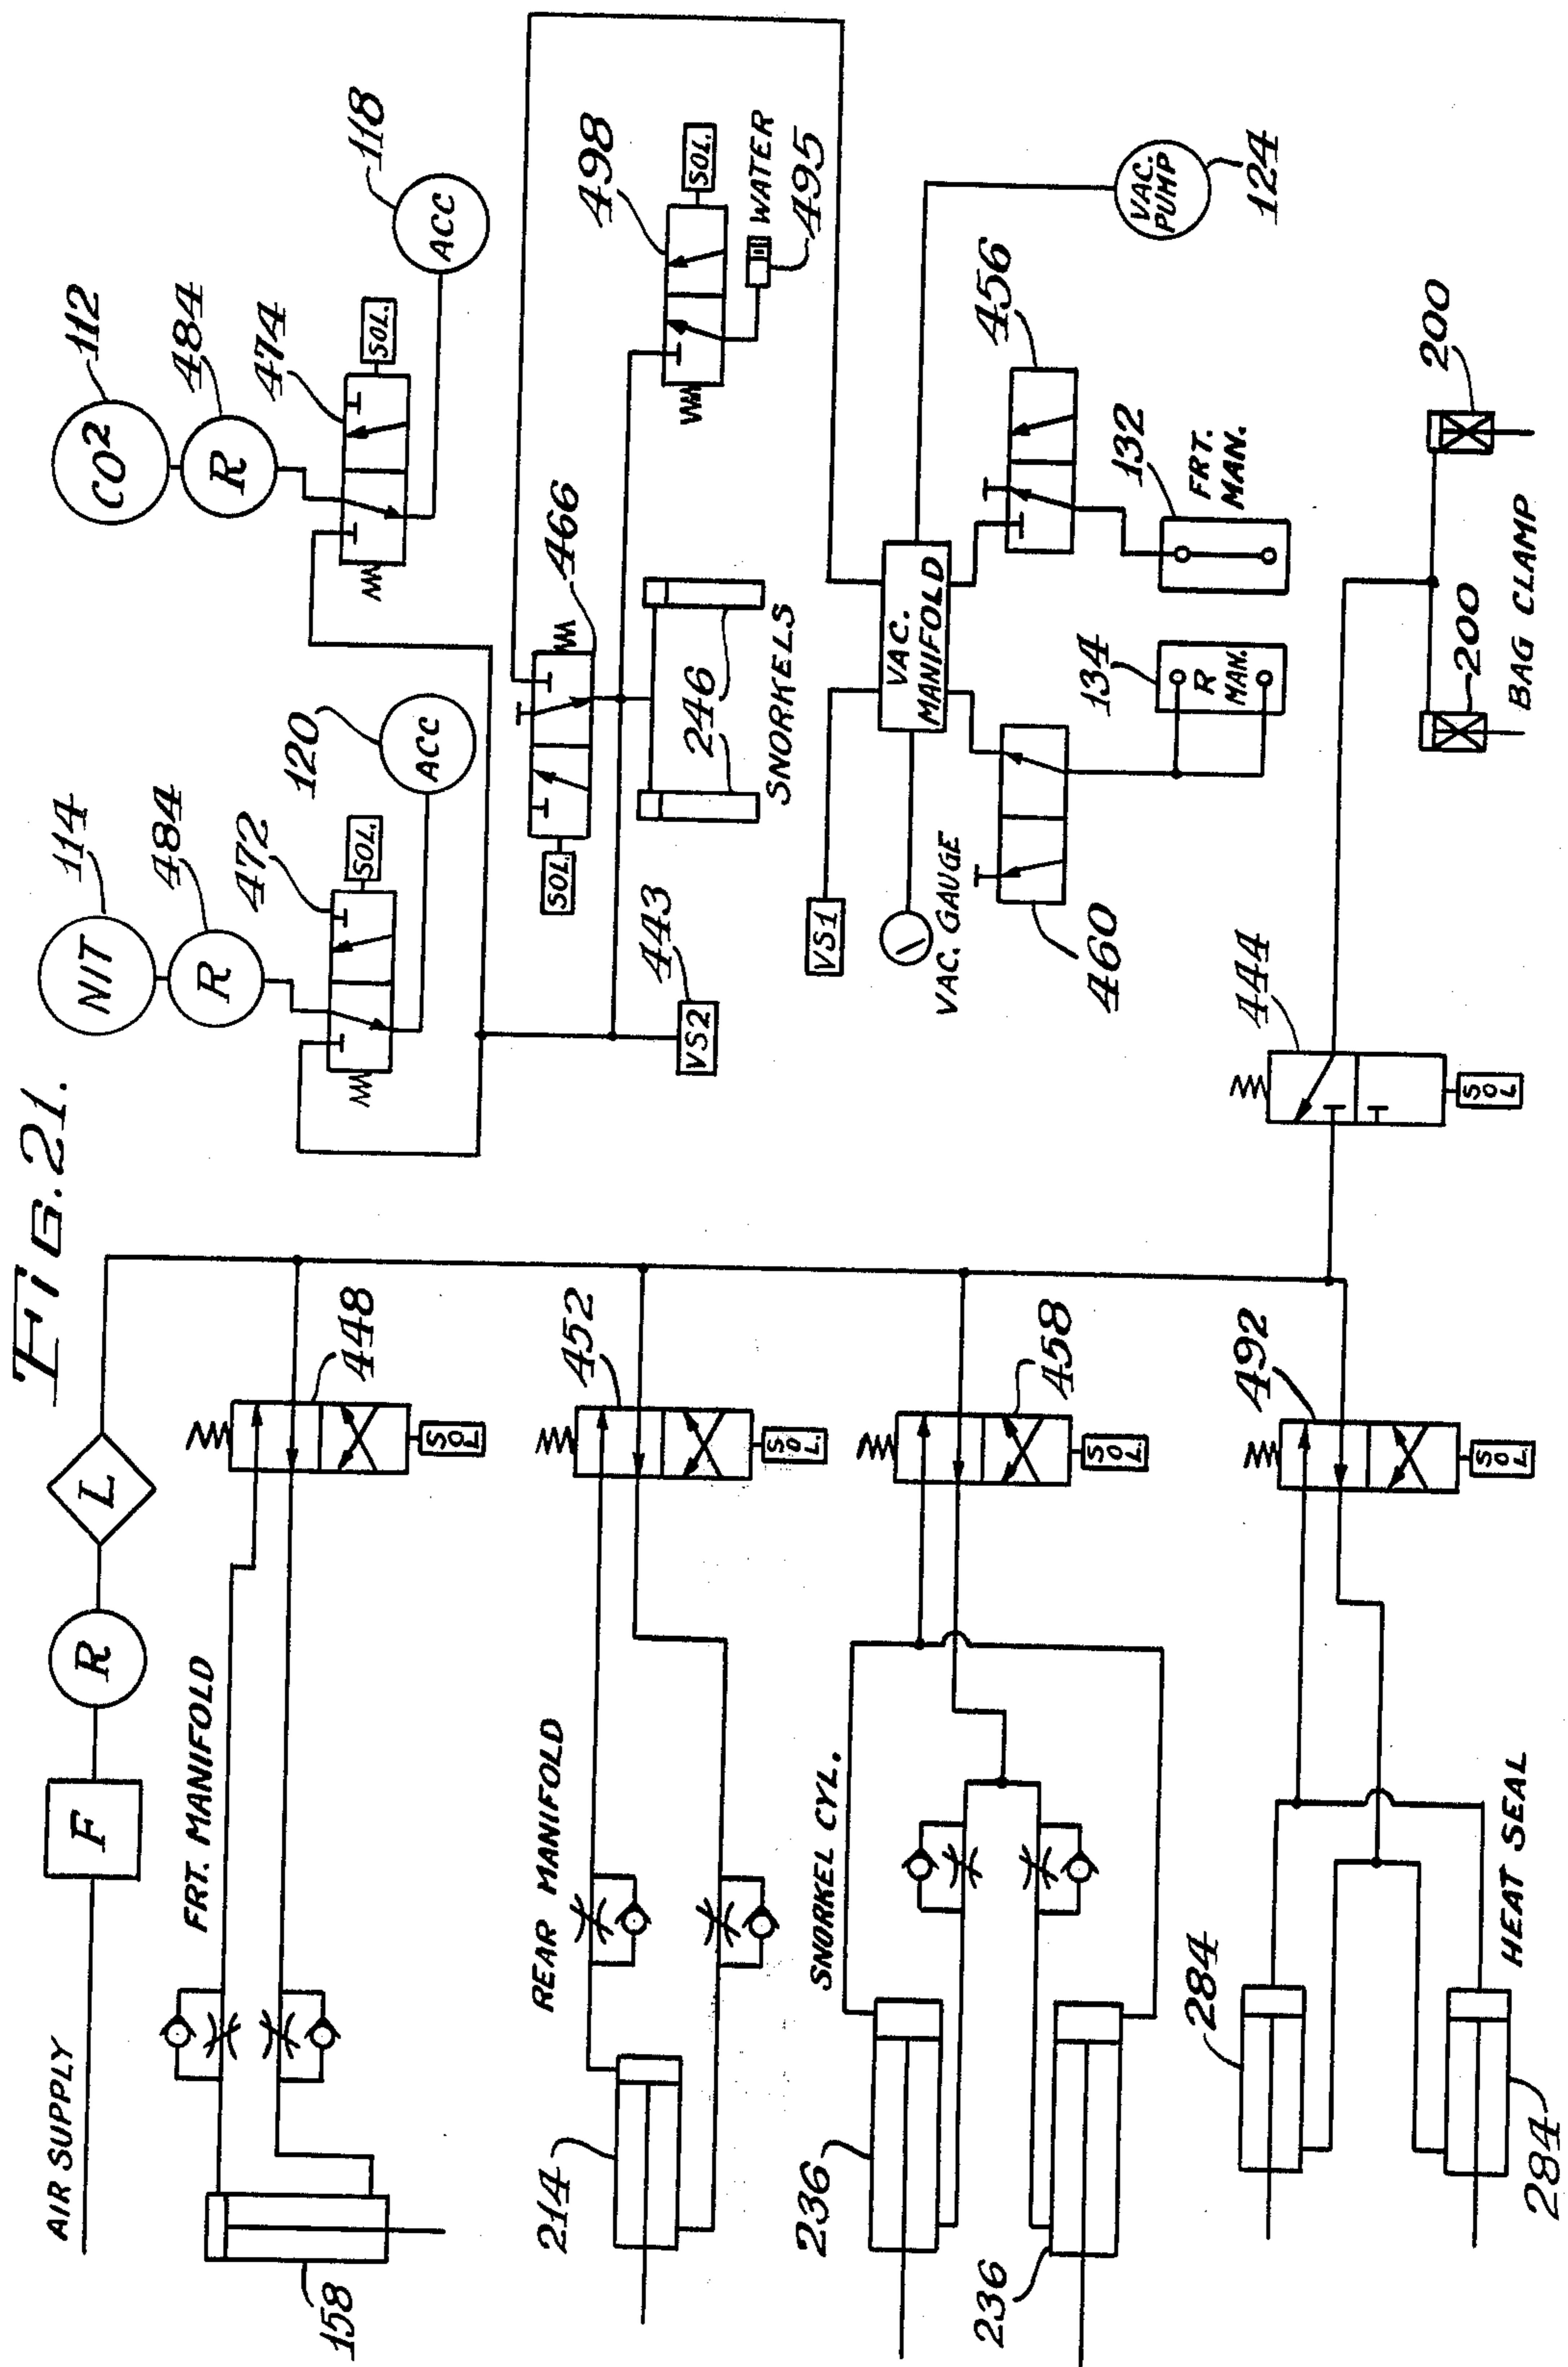 Fig. 21.
AIR SUPPLY
F
R
L
FRT. MANIFOLD
158
448
SOL
REAR MANIFOLD
214
452
SOL.
SNORKEL CYL.
236
236
458
SOL
HEAT SEAL
284
284
492
SOL
444
SOL
200
200
BAG CLAMP
NIT
114
R
484
472
SOL.
120
ACC
CO2
112
R
484
474
SOL.
118
ACC
466
SOL
246
SNORKELS
498
SOL.
WATER
495
VS2
443
VS1
VAC. GAUGE
VAC.
MANIFOLD
VAC.
PUMP
124
456
460
134
R
MAN.
132
FRT.
MAN.